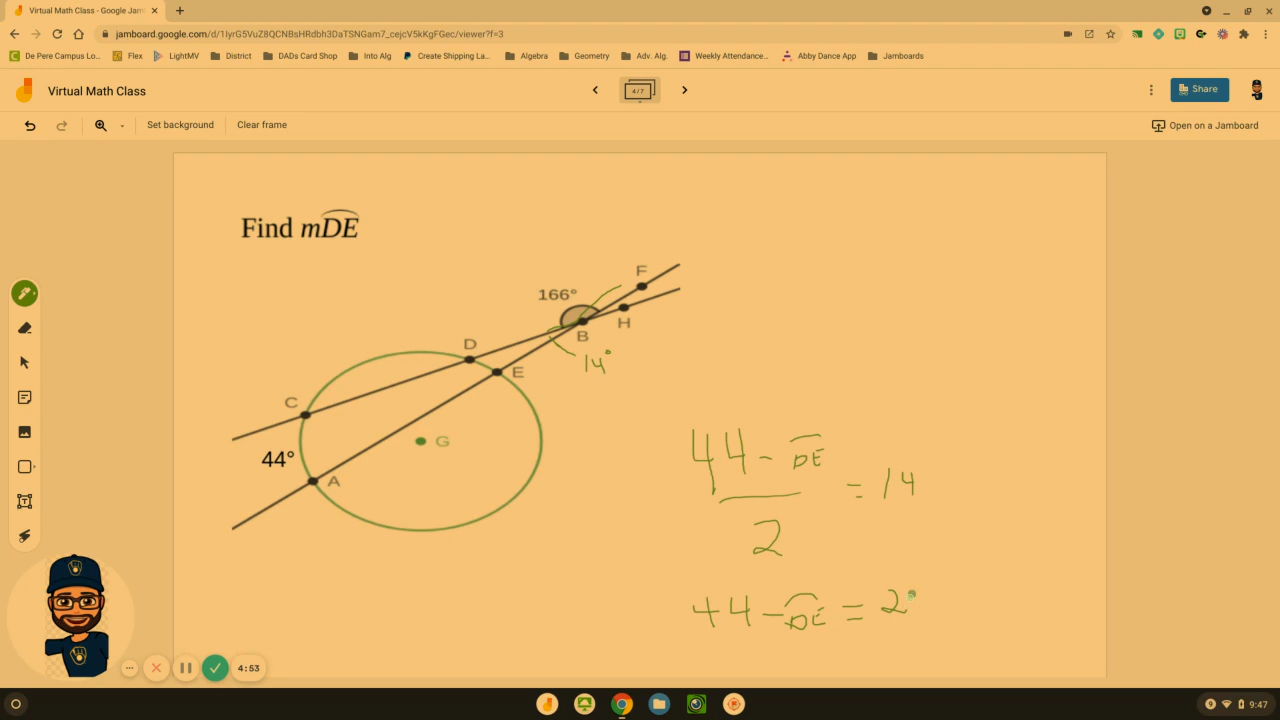 Virtual Math Class - Google Jam
jamboard.google.com/d/1IyrG5VuZ8QCNBsHRdbh3DaTSNGam7_cejcV5kKgFGec/viewer?f=3
De Pere Campus Lo... Flex LightMV District DADs Card Shop Into Alg Create Shipping La... Algebra Geometry Adv. Alg. Weekly Attendance... Abby Dance App Jamboards
Virtual Math Class
4/7
Share
Set background Clear frame
Open on a Jamboard
Find mDE
F
166°
H
B
D
14°
E
C
G
44°
A
44 - DE
= 14
2
44 - DE = 2
4:53
9:47